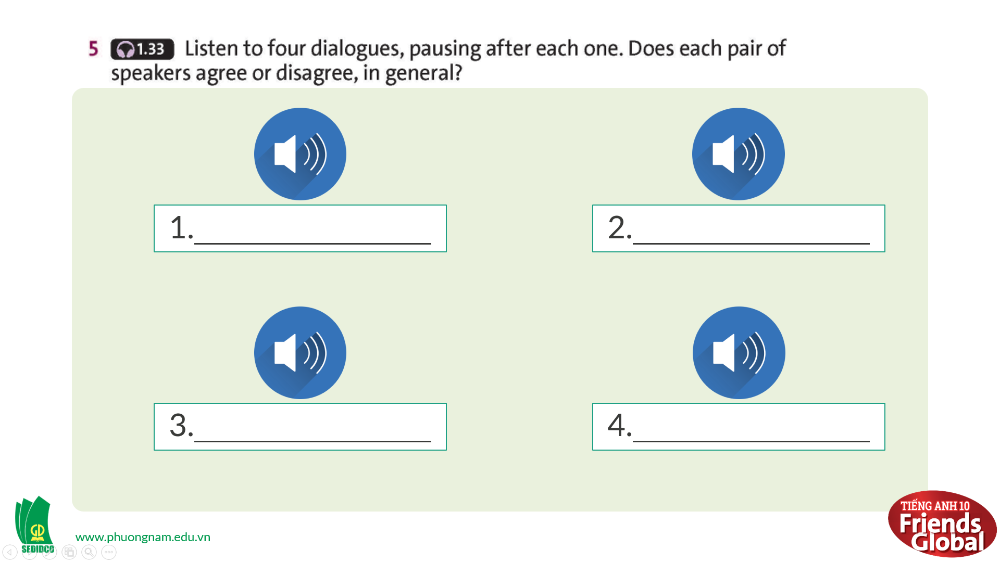 5 1.33 Listen to four dialogues, pausing after each one. Does each pair of
speakers agree or disagree, in general?
1.
2.
3.
4.
GD
SEDIDCO
www.phuongnam.edu.vn
TIẾNG ANH 10
Friends
Global